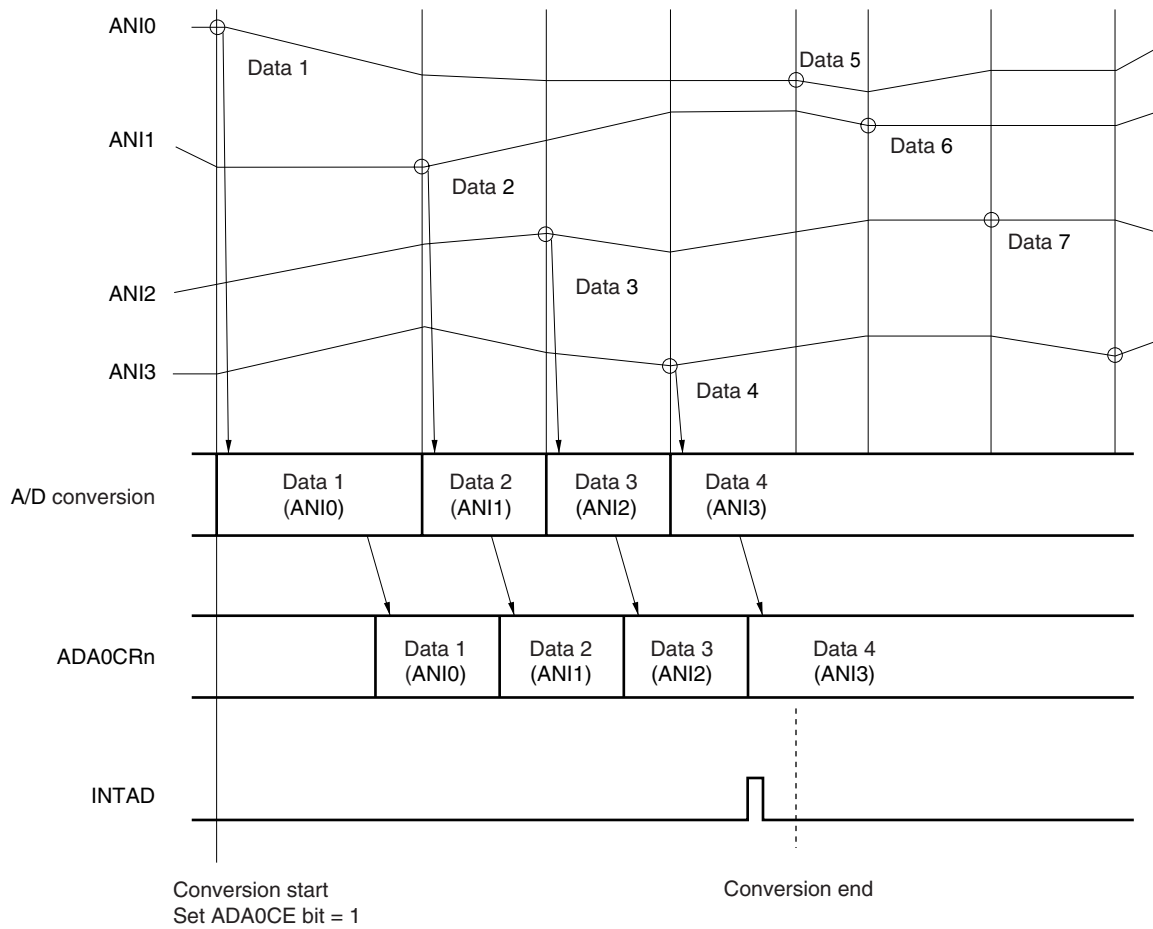 ANI0
Data 1
Data 5
ANI1
Data 6
Data 2
Data 7
ANI2
Data 3
ANI3
Data 4
A/D conversion
Data 1
(ANI0)
Data 2
(ANI1)
Data 3
(ANI2)
Data 4
(ANI3)
ADA0CRn
Data 1
(ANI0)
Data 2
(ANI1)
Data 3
(ANI2)
Data 4
(ANI3)
INTAD
Conversion start
Set ADA0CE bit = 1
Conversion end